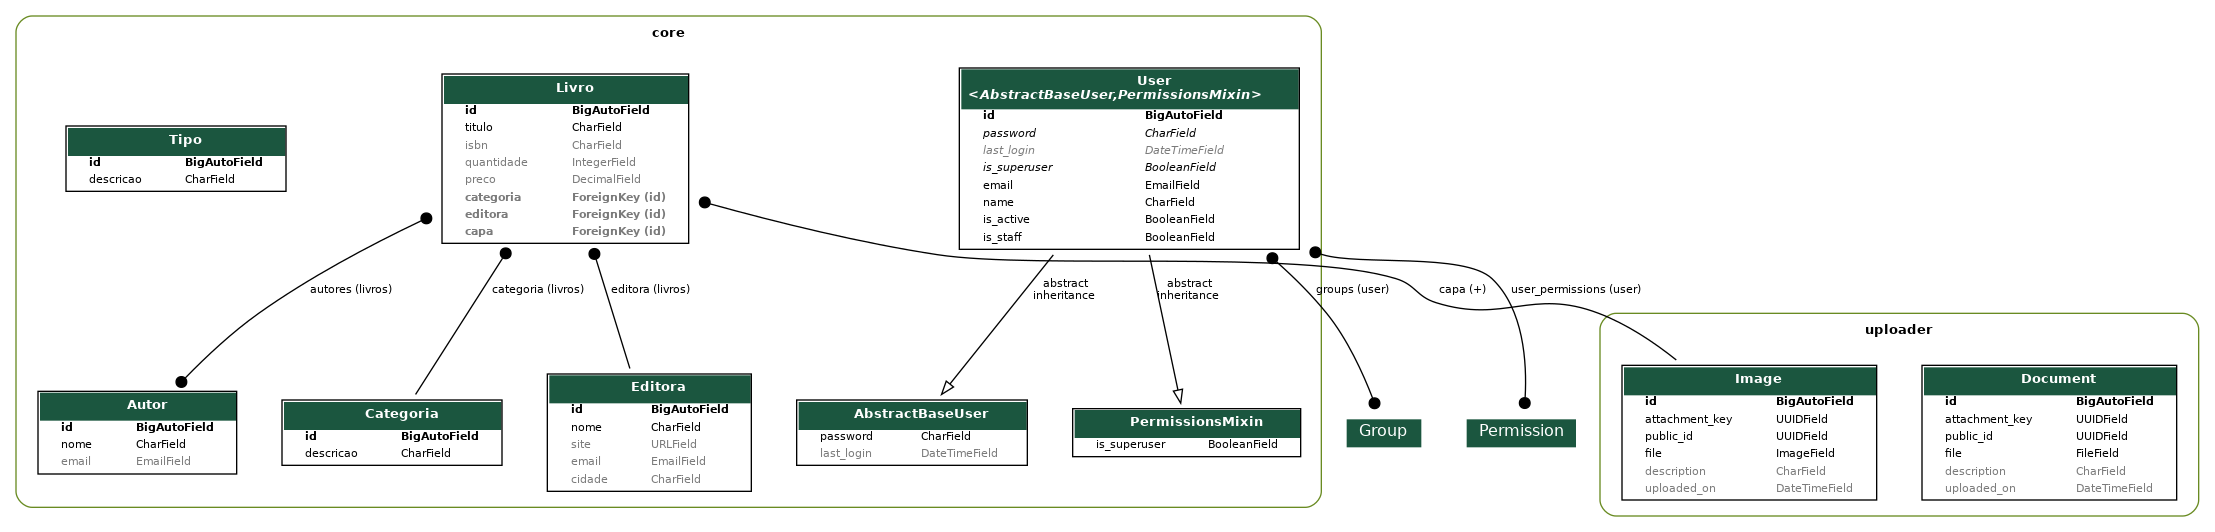 core
Tipo
id BigAutoField
descricao CharField
Livro
id BigAutoField
titulo CharField
isbn CharField
quantidade IntegerField
preco DecimalField
categoria ForeignKey (id)
editora ForeignKey (id)
capa ForeignKey (id)
User
<AbstractBaseUser,PermissionsMixin>
id BigAutoField
password CharField
last_login DateTimeField
is_superuser BooleanField
email EmailField
name CharField
is_active BooleanField
is_staff BooleanField
autores (livros)
categoria (livros)
editora (livros)
abstract
inheritance
abstract
inheritance
groups (user)
capa (+)
user_permissions (user)
Autor
id BigAutoField
nome CharField
email EmailField
Categoria
id BigAutoField
descricao CharField
Editora
id BigAutoField
nome CharField
site URLField
email EmailField
cidade CharField
AbstractBaseUser
password CharField
last_login DateTimeField
PermissionsMixin
is_superuser BooleanField
Group
Permission
uploader
Image
id BigAutoField
attachment_key UUIDField
public_id UUIDField
file ImageField
description CharField
uploaded_on DateTimeField
Document
id BigAutoField
attachment_key UUIDField
public_id UUIDField
file FileField
description CharField
uploaded_on DateTimeField